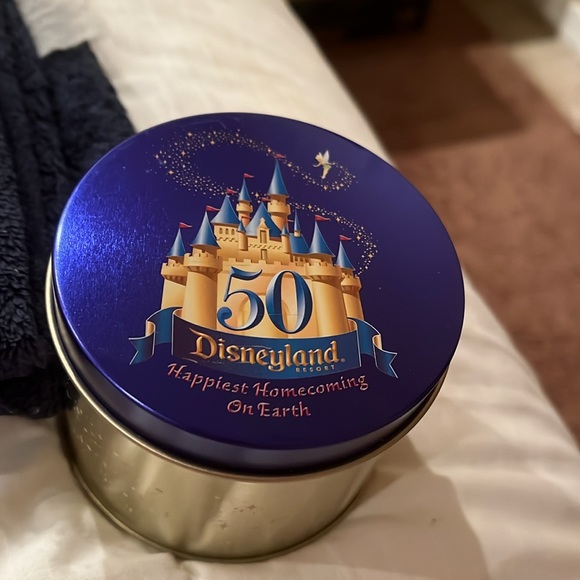 50
Disneyland®
RESORT
Happiest Homecoming
On Earth